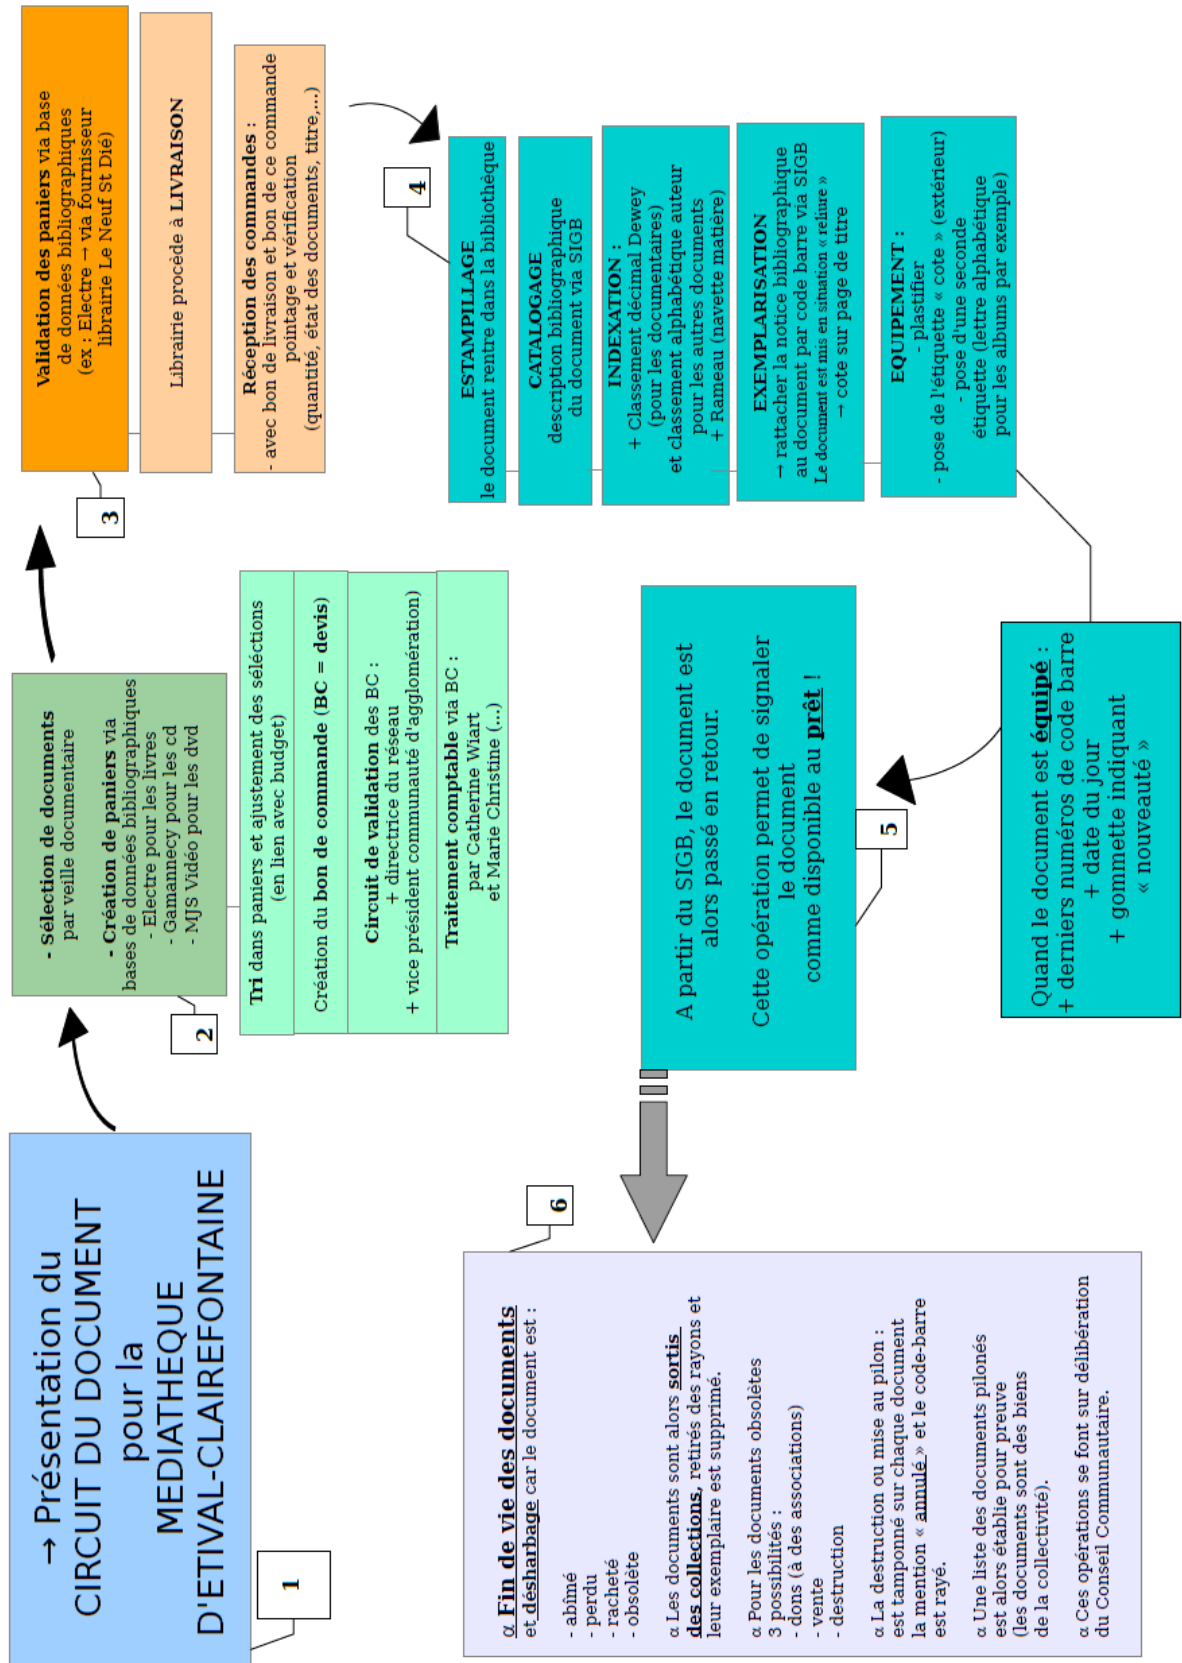 → Présentation du
CIRCUIT DU DOCUMENT
pour la
MEDIATHEQUE
D'ETIVAL-CLAIREFONTAINE
1
- Sélection de documents
par veille documentaire
- Création de paniers via
bases de données bibliographiques
- Electre pour les livres
- Gamannecy pour les cd
- MJS Vidéo pour les dvd
2
Tri dans paniers et ajustement des séléctions
(en lien avec budget)
Création du bon de commande (BC = devis)
Circuit de validation des BC :
+ directrice du réseau
+ vice président communauté d'agglomération)
Traitement comptable via BC :
par Catherine Wiart
et Marie Christine (...)
3
Validation des paniers via base
de données bibliographiques
(ex : Electre → via fournisseur
librairie Le Neuf St Dié)
Librairie procède à LIVRAISON
Réception des commandes :
- avec bon de livraison et bon de ce commande
pointage et vérification
(quantité, état des documents, titre,...)
4
ESTAMPILLAGE
le document rentre dans la bibliothèque
CATALOGAGE
description bibliographique
du document via SIGB
INDEXATION :
+ Classement décimal Dewey
(pour les documentaires)
et classement alphabétique auteur
pour les autres documents
+ Rameau (navette matière)
EXEMPLARISATION
→ rattacher la notice bibliographique
au document par code barre via SIGB
Le document est mis en situation « reliure »
→ cote sur page de titre
EQUIPEMENT :
- plastifier
- pose de l'étiquette « cote » (extérieur)
- pose d'une seconde
étiquette (lettre alphabétique
pour les albums par exemple)
Quand le document est équipé :
+ derniers numéros de code barre
+ date du jour
+ gommette indiquant
« nouveauté »
5
A partir du SIGB, le document est
alors passé en retour.
Cette opération permet de signaler
le document
comme disponible au prêt !
6
α Fin de vie des documents
et désharbage car le document est :
- abîmé
- perdu
- racheté
- obsolète
α Les documents sont alors sortis
des collections, retirés des rayons et
leur exemplaire est supprimé.
α Pour les documents obsolètes
3 possibilités :
- dons (à des associations)
- vente
- destruction
α La destruction ou mise au pilon :
est tamponné sur chaque document
la mention « annulé » et le code-barre
est rayé.
α Une liste des documents pilonés
est alors établie pour preuve
(les documents sont des biens
de la collectivité).
α Ces opérations se font sur délibération
du Conseil Communautaire.